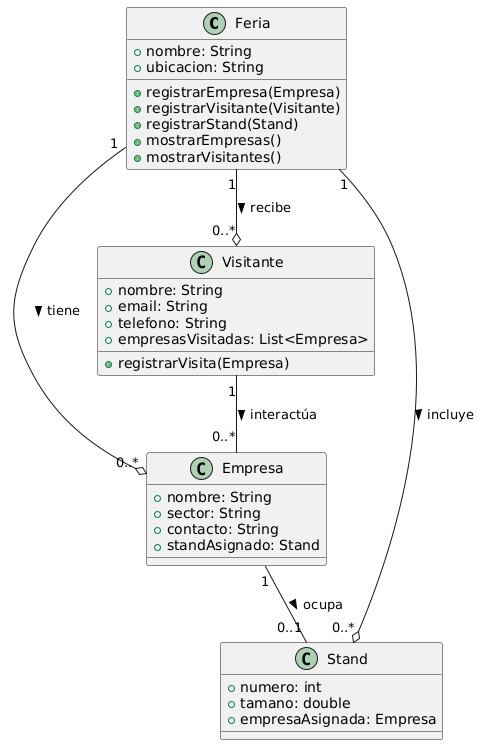 C Feria
nombre: String
ubicacion: String
registrarEmpresa(Empresa)
registrarVisitante(Visitante)
registrarStand(Stand)
mostrarEmpresas()
mostrarVisitantes()
1
1
1
recibe
0..*
C Visitante
nombre: String
email: String
telefono: String
empresasVisitadas: List<Empresa>
registrarVisita(Empresa)
tiene
1
interactúa
incluye
0..*
0..*
C Empresa
nombre: String
sector: String
contacto: String
standAsignado: Stand
1
ocupa
0..1
0..*
C Stand
numero: int
tamano: double
empresaAsignada: Empresa